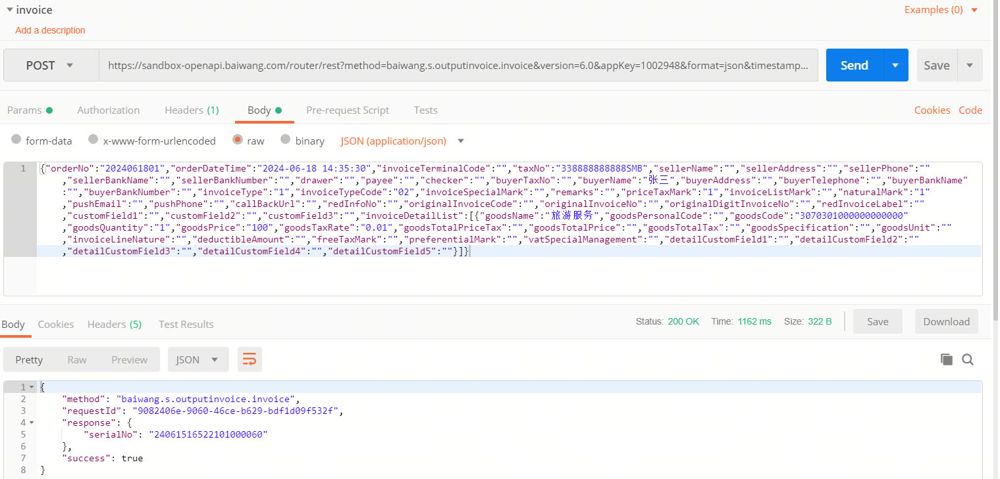 invoice
Examples (0)
Add a description
POST
https://sandbox-openapi.baiwang.com/router/rest?method=baiwang.s.outputinvoice.invoice&version=6.0&appKey=1002948&format=json&timestamp...
Send
Save
Params
Authorization
Headers (1)
Body
Pre-request Script
Tests
Cookies
Code
form-data
x-www-form-urlencoded
raw
binary
JSON (application/json)
1
{"orderNo":"2024061801","orderDateTime":"2024-06-18 14:35:30","invoiceTerminalCode":"","taxNo":"338888888888SMB","sellerName":"","sellerAddress":"","sellerPhone":""
,"sellerBankName":"","sellerBankNumber":"","drawer":"","payee":"","checker":"","buyerTaxNo":"","buyerName":"张三","buyerAddress":"","buyerTelephone":"","buyerBankName"
:"","buyerBankNumber":"","invoiceType":"1","invoiceTypeCode":"02","invoiceSpecialMark":"","remarks":"","priceTaxMark":"1","invoiceListMark":"","naturalMark":"1"
,"pushEmail":"","pushPhone":"","callBackUrl":"","redInfoNo":"","originalInvoiceCode":"","originalInvoiceNo":"","originalDigitInvoiceNo":"","redInvoiceLabel":""
,"customField1":"","customField2":"","customField3":"","invoiceDetailList":[{"goodsName":"旅游服务","goodsPersonalCode":"","goodsCode":"3070301000000000000"
,"goodsQuantity":"1","goodsPrice":"100","goodsTaxRate":"0.01","goodsTotalPriceTax":"","goodsTotalPrice":"","goodsTotalTax":"","goodsSpecification":"","goodsUnit":""
,"invoiceLineNature":"","deductibleAmount":"","freeTaxMark":"","preferentialMark":"","vatSpecialManagement":"","detailCustomField1":"","detailCustomField2":""
,"detailCustomField3":"","detailCustomField4":"","detailCustomField5":""}]}
Body
Cookies
Headers (5)
Test Results
Status: 200 OK
Time: 1162 ms
Size: 322 B
Save
Download
Pretty
Raw
Preview
JSON
1 {
2 "method": "baiwang.s.outputinvoice.invoice",
3 "requestId": "9082406e-9060-46ce-b629-bdf1d09f532f",
4 "response": {
5 "serialNo": "24061516522101000060"
6 },
7 "success": true
8 }